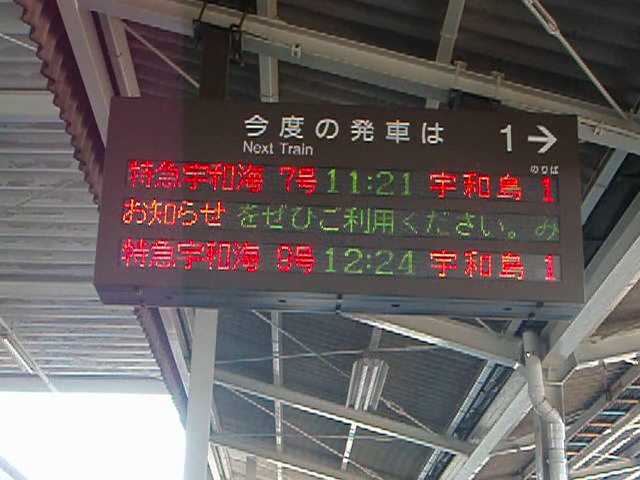 今度の発車は 1→
Next Train
のりば
特急宇和海 7号 11:21 宇和島 1
お知らせ をぜひご利用ください。み
特急宇和海 9号 12:24 宇和島 1